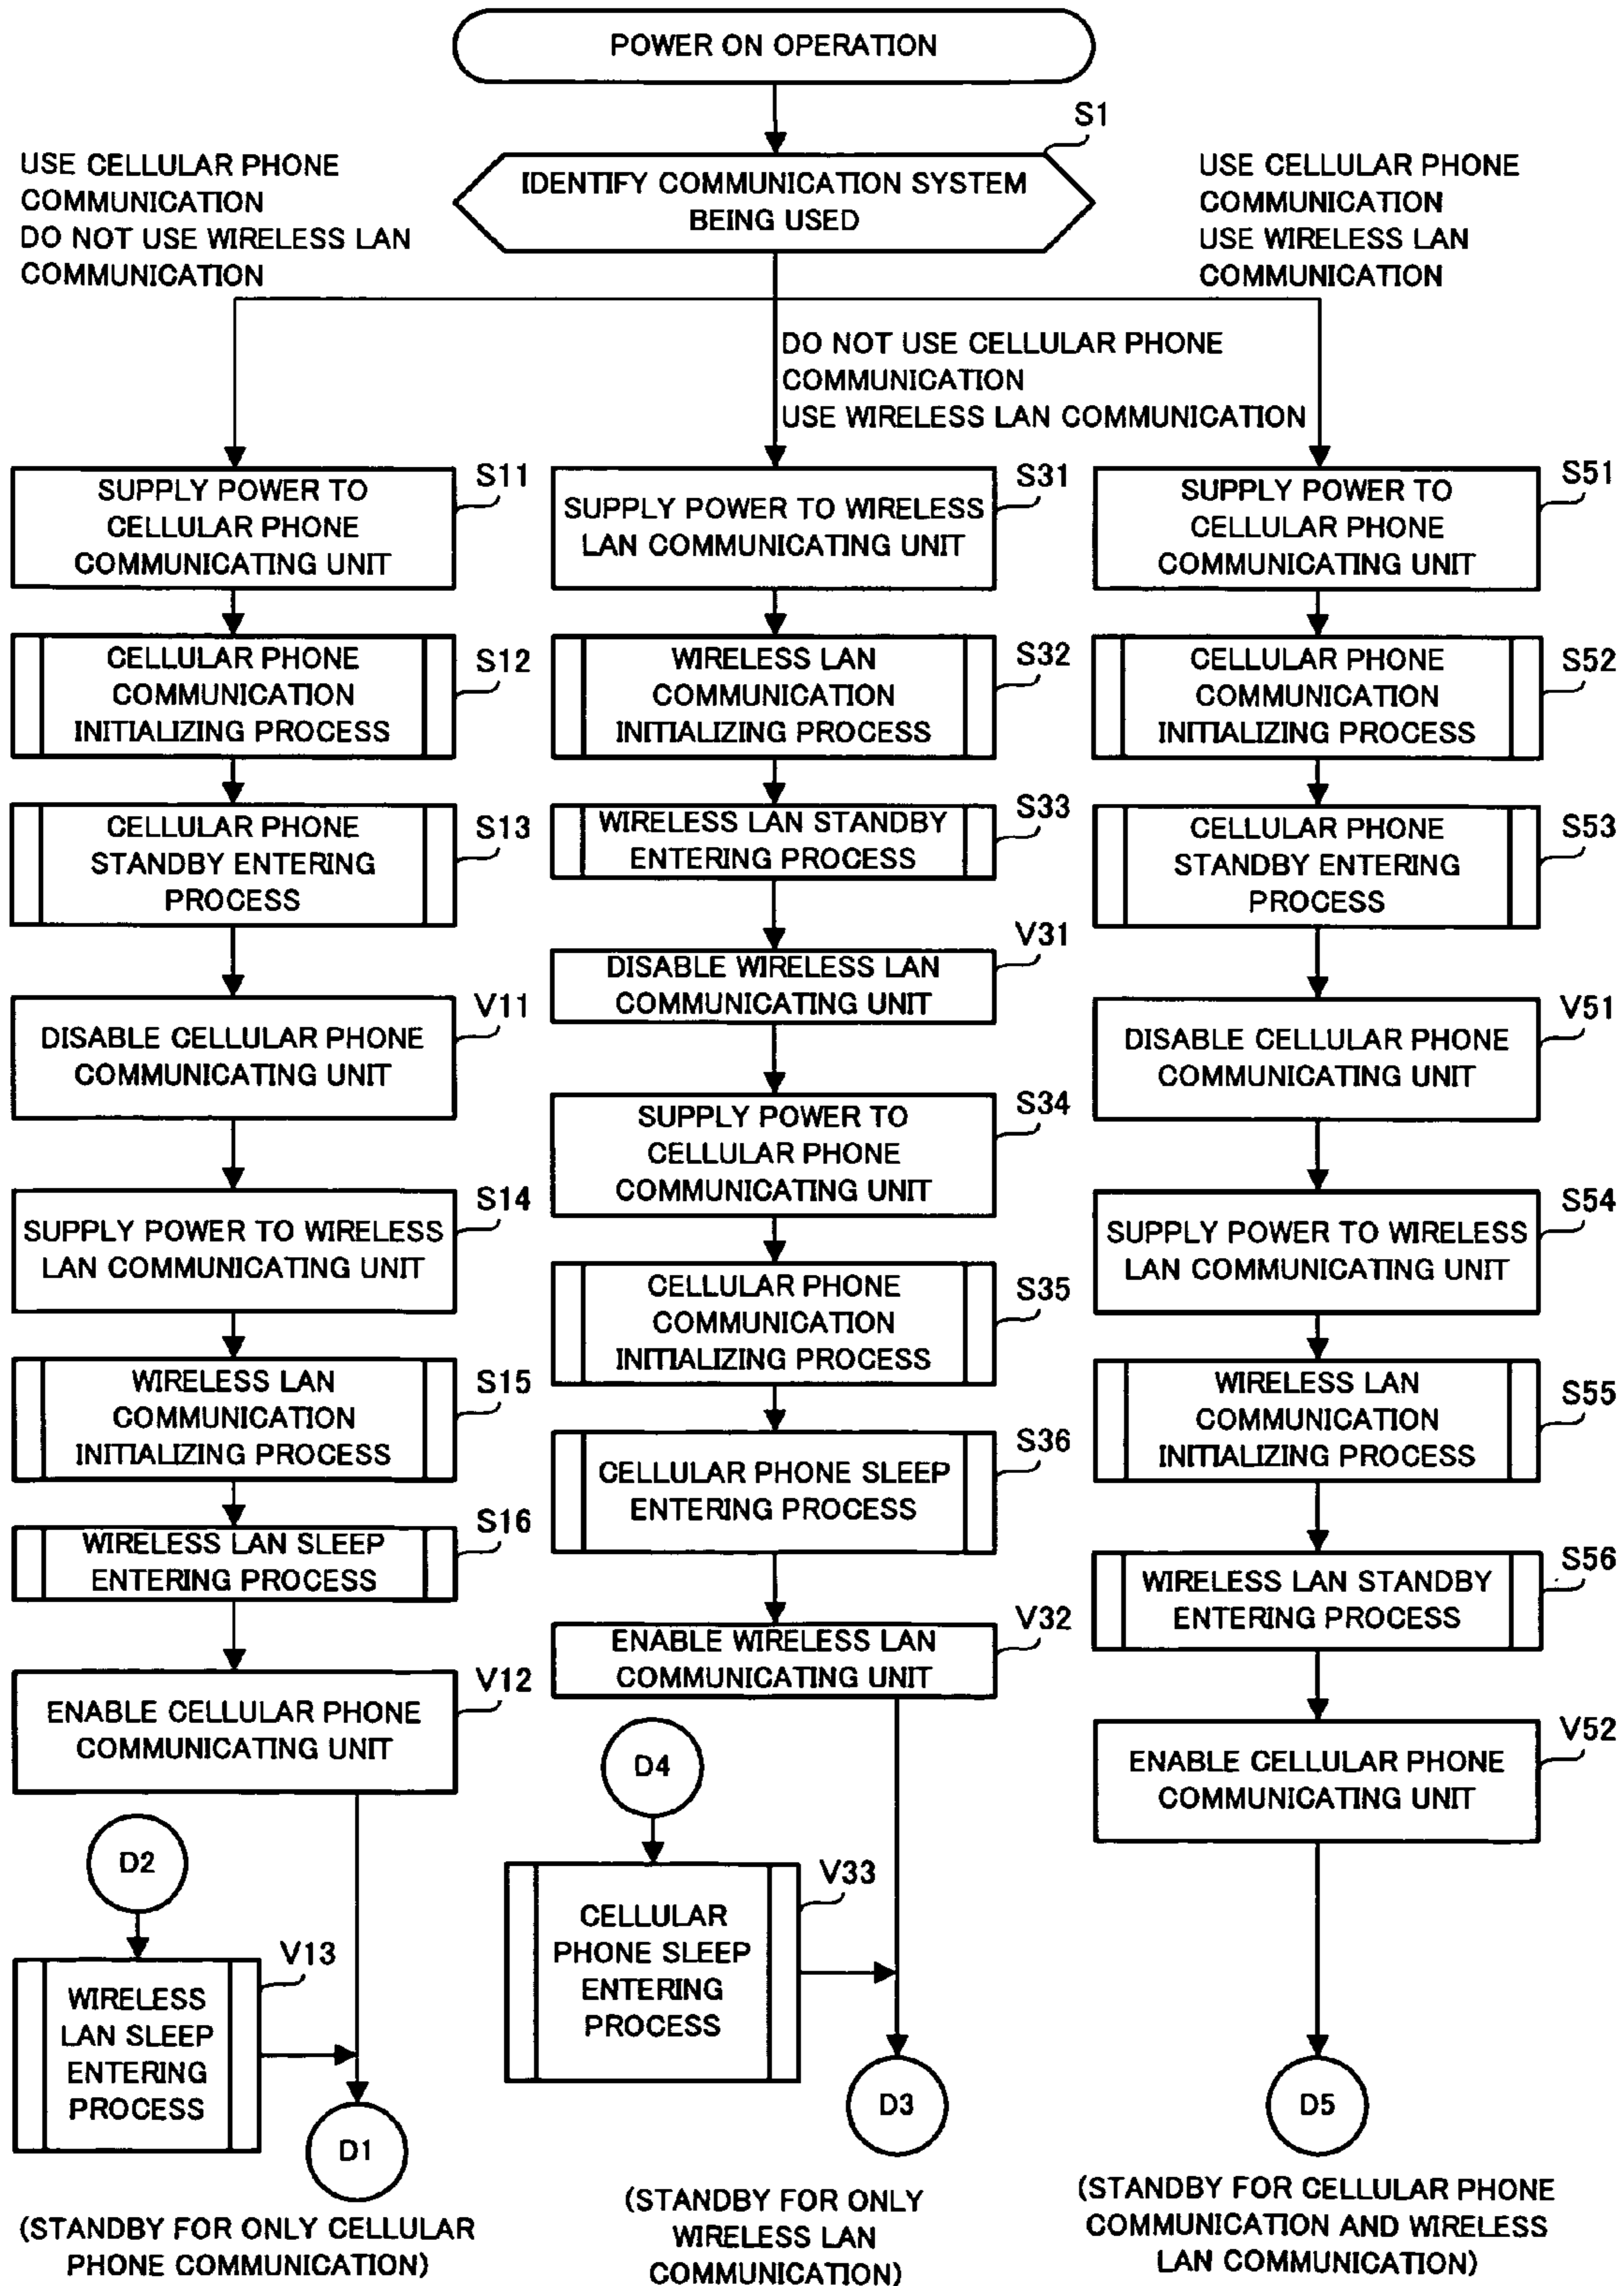 POWER ON OPERATION
S1
IDENTIFY COMMUNICATION SYSTEM
BEING USED
USE CELLULAR PHONE
COMMUNICATION
DO NOT USE WIRELESS LAN
COMMUNICATION
USE CELLULAR PHONE
COMMUNICATION
USE WIRELESS LAN
COMMUNICATION
DO NOT USE CELLULAR PHONE
COMMUNICATION
USE WIRELESS LAN COMMUNICATION
S11
SUPPLY POWER TO
CELLULAR PHONE
COMMUNICATING UNIT
S12
CELLULAR PHONE
COMMUNICATION
INITIALIZING PROCESS
S13
CELLULAR PHONE
STANDBY ENTERING
PROCESS
V11
DISABLE CELLULAR PHONE
COMMUNICATING UNIT
S14
SUPPLY POWER TO WIRELESS
LAN COMMUNICATING UNIT
S15
WIRELESS LAN
COMMUNICATION
INITIALIZING PROCESS
S16
WIRELESS LAN SLEEP
ENTERING PROCESS
V12
ENABLE CELLULAR PHONE
COMMUNICATING UNIT
D2
V13
WIRELESS
LAN SLEEP
ENTERING
PROCESS
D1
(STANDBY FOR ONLY CELLULAR
PHONE COMMUNICATION)
S31
SUPPLY POWER TO WIRELESS
LAN COMMUNICATING UNIT
S32
WIRELESS LAN
COMMUNICATION
INITIALIZING PROCESS
S33
WIRELESS LAN STANDBY
ENTERING PROCESS
V31
DISABLE WIRELESS LAN
COMMUNICATING UNIT
S34
SUPPLY POWER TO
CELLULAR PHONE
COMMUNICATING UNIT
S35
CELLULAR PHONE
COMMUNICATION
INITIALIZING PROCESS
S36
CELLULAR PHONE SLEEP
ENTERING PROCESS
V32
ENABLE WIRELESS LAN
COMMUNICATING UNIT
D4
V33
CELLULAR
PHONE SLEEP
ENTERING
PROCESS
D3
(STANDBY FOR ONLY
WIRELESS LAN
COMMUNICATION)
S51
SUPPLY POWER TO
CELLULAR PHONE
COMMUNICATING UNIT
S52
CELLULAR PHONE
COMMUNICATION
INITIALIZING PROCESS
S53
CELLULAR PHONE
STANDBY ENTERING
PROCESS
V51
DISABLE CELLULAR PHONE
COMMUNICATING UNIT
S54
SUPPLY POWER TO WIRELESS
LAN COMMUNICATING UNIT
S55
WIRELESS LAN
COMMUNICATION
INITIALIZING PROCESS
S56
WIRELESS LAN STANDBY
ENTERING PROCESS
V52
ENABLE CELLULAR PHONE
COMMUNICATING UNIT
D5
(STANDBY FOR CELLULAR PHONE
COMMUNICATION AND WIRELESS
LAN COMMUNICATION)